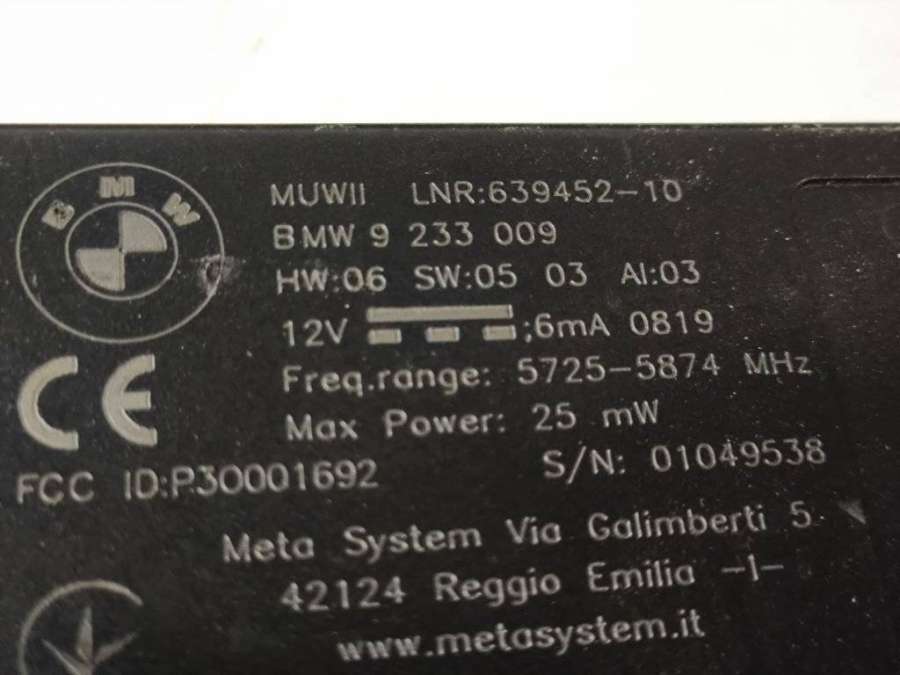 BMW
MUWII LNR:639452-10
BMW 9 233 009
HW:06 SW:05 03 AI:03
12V ;6mA 0819
Freq.range: 5725-5874 MHz
Max Power: 25 mW
CE
FCC ID:P30001692
S/N: 01049538
Meta System Via Galimberti 5
42124 Reggio Emilia -I-
www.metasystem.it